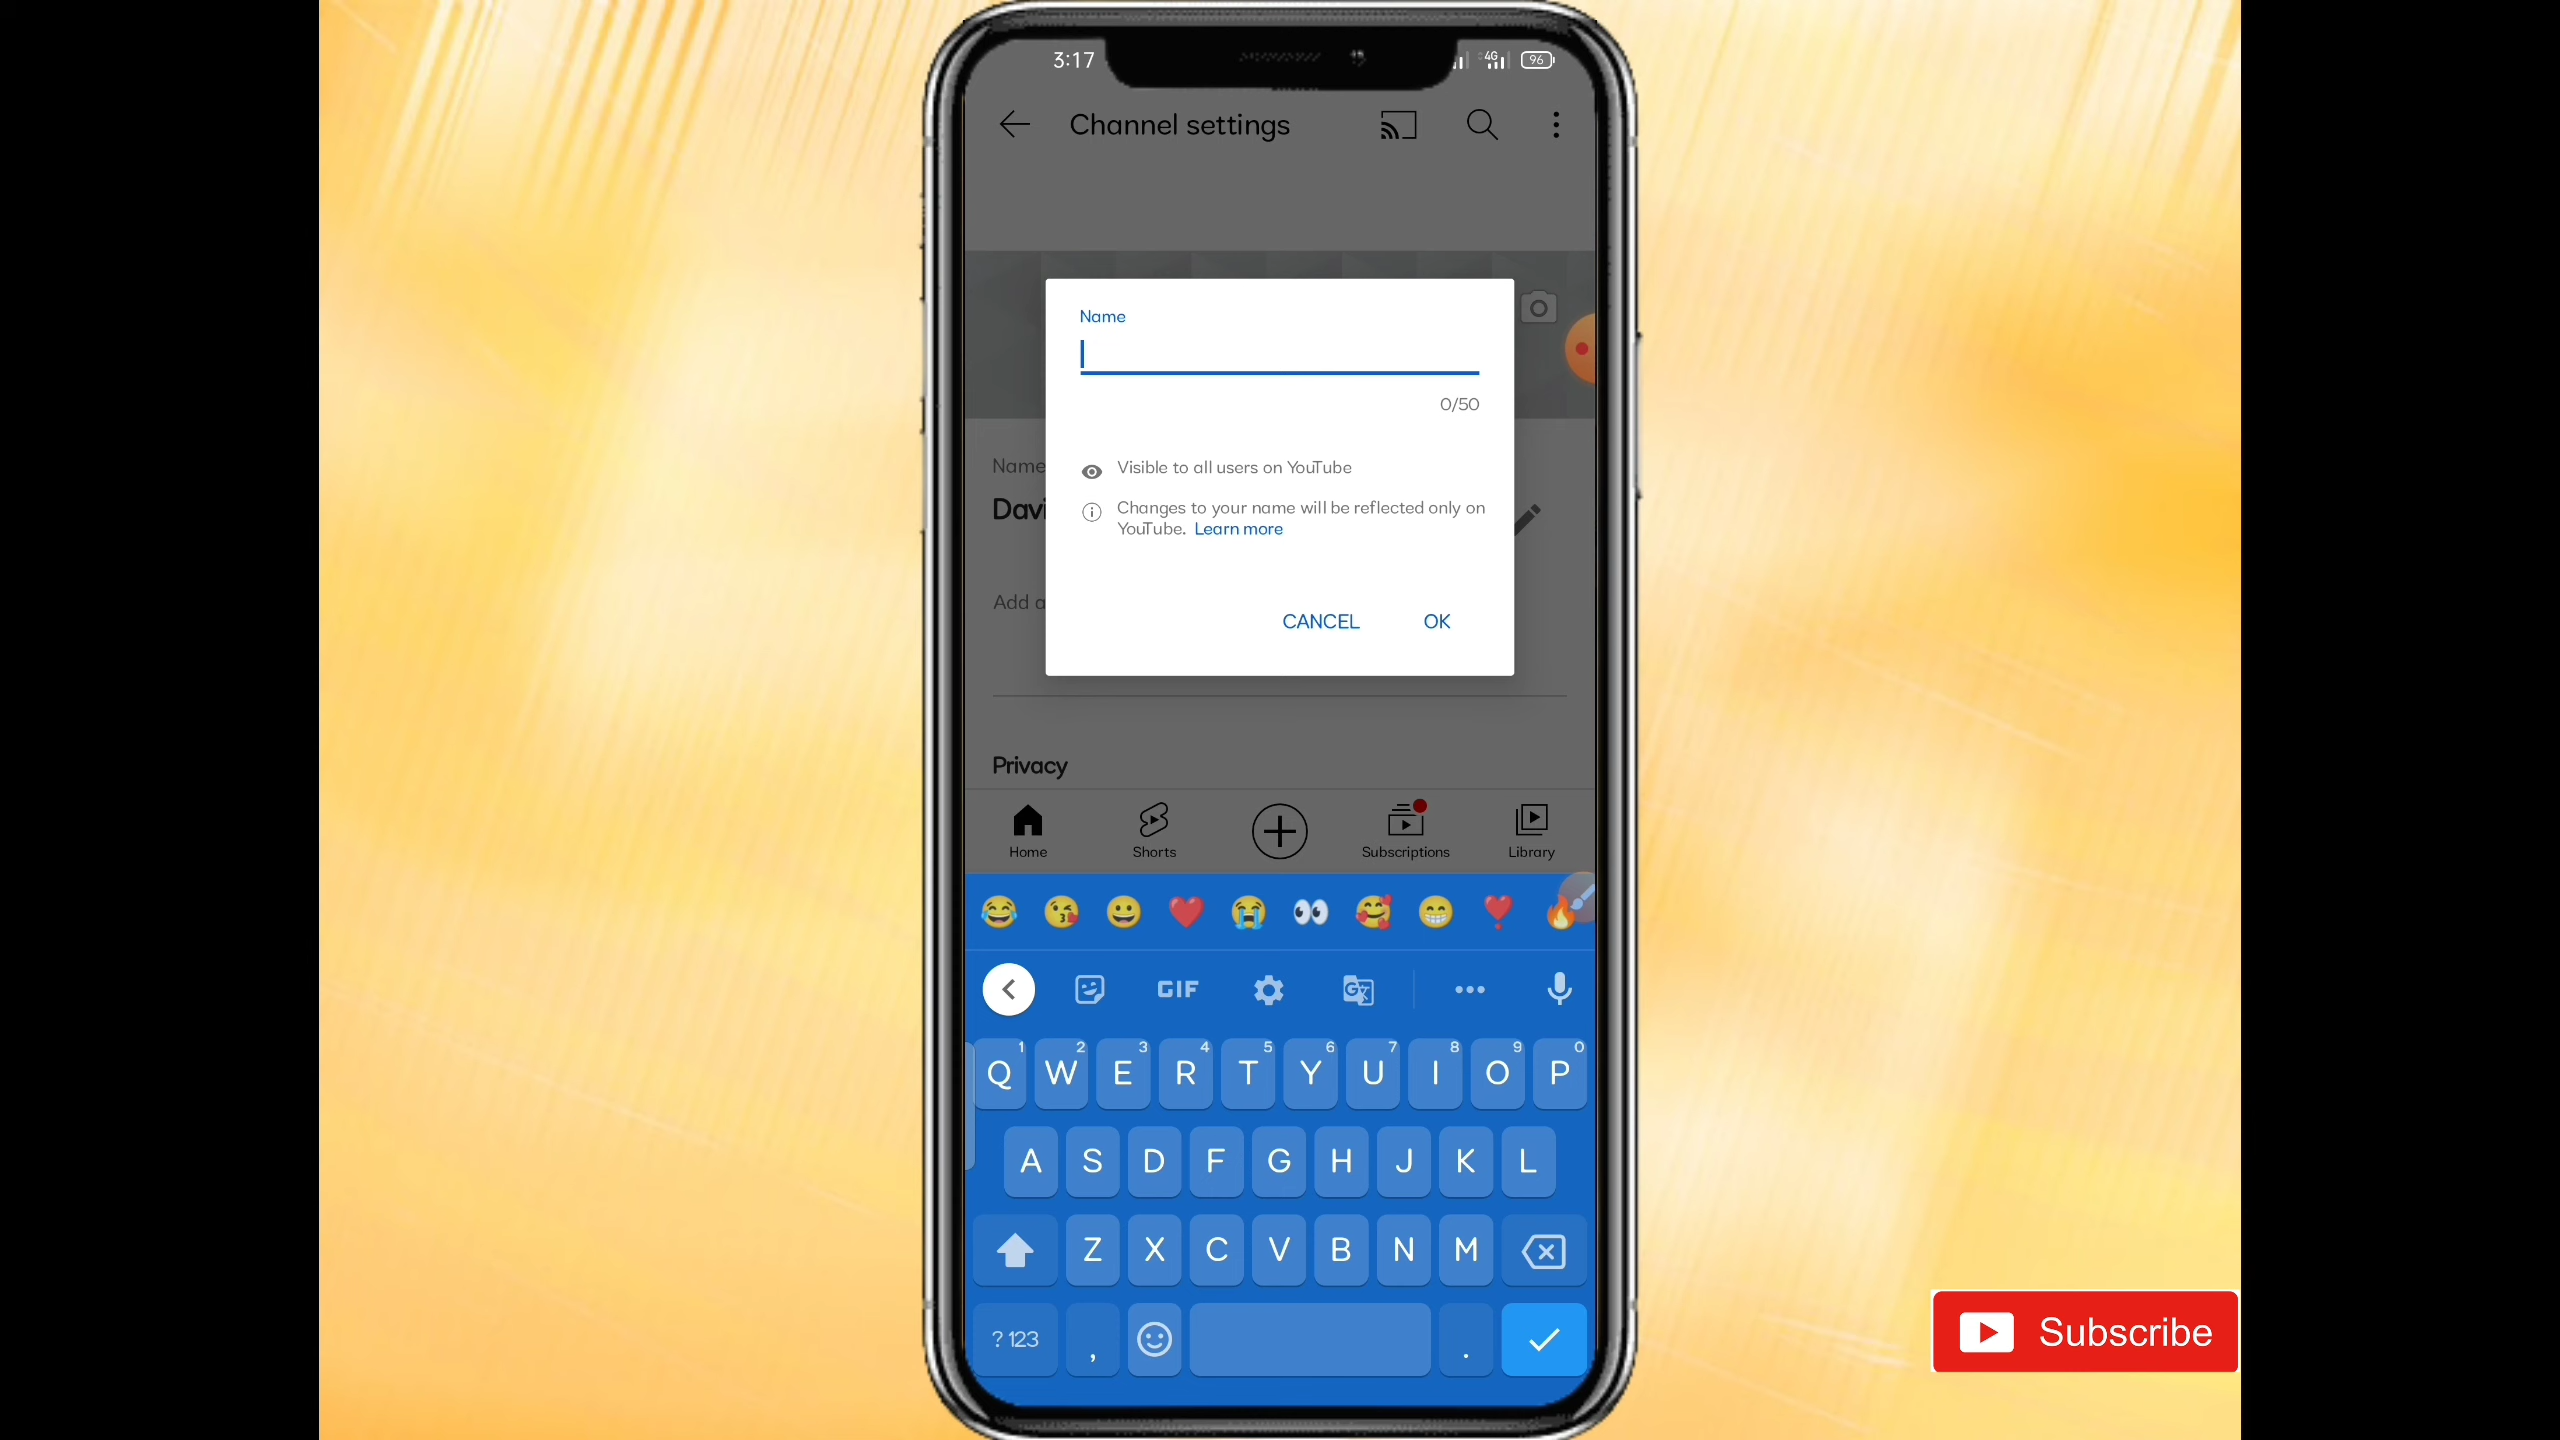 3:17
4G
96
Channel settings
Name
0/50
Visible to all users on YouTube
Changes to your name will be reflected only on
YouTube. Learn more
CANCEL
OK
Name
Davi
Add a
Privacy
Home
Shorts
Subscriptions
Library
GIF
1 2 3 4 5 6 7 8 9 0
Q W E R T Y U I O P
A S D F G H J K L
Z X C V B N M
?123 , .
Subscribe